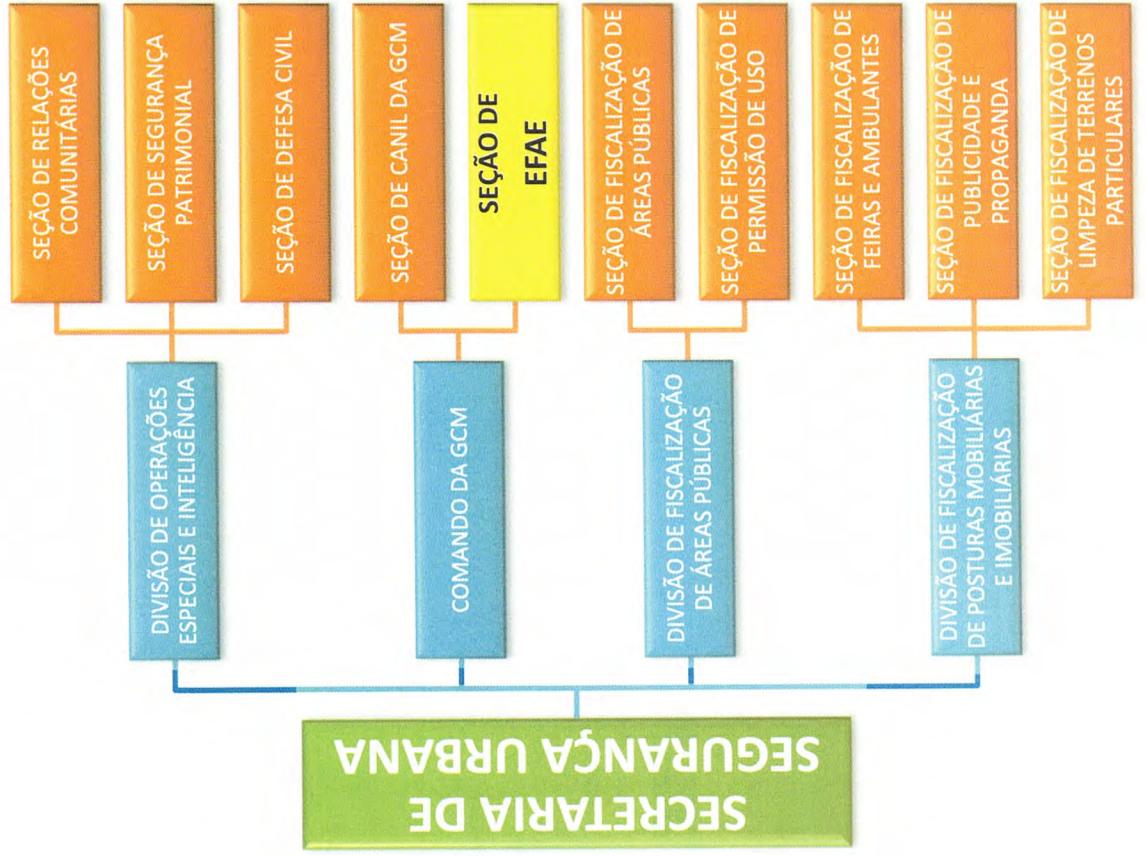 SECRETARIA DE
SEGURANÇA URBANA
DIVISÃO DE OPERAÇÕES
ESPECIAIS E INTELIGÊNCIA
SEÇÃO DE RELAÇÕES
COMUNITÁRIAS
SEÇÃO DE SEGURANÇA
PATRIMONIAL
SEÇÃO DE DEFESA CIVIL
COMANDO DA GCM
SEÇÃO DE CANIL DA GCM
SEÇÃO DE
EFAE
DIVISÃO DE FISCALIZAÇÃO
DE ÁREAS PÚBLICAS
SEÇÃO DE FISCALIZAÇÃO DE
ÁREAS PÚBLICAS
SEÇÃO DE FISCALIZAÇÃO DE
PERMISSÃO DE USO
DIVISÃO DE FISCALIZAÇÃO
DE POSTURAS MOBILIÁRIAS
E IMOBILIÁRIAS
SEÇÃO DE FISCALIZAÇÃO DE
FEIRAS E AMBULANTES
SEÇÃO DE FISCALIZAÇÃO DE
PUBLICIDADE E
PROPAGANDA
SEÇÃO DE FISCALIZAÇÃO DE
LIMPEZA DE TERRENOS
PARTICULARES